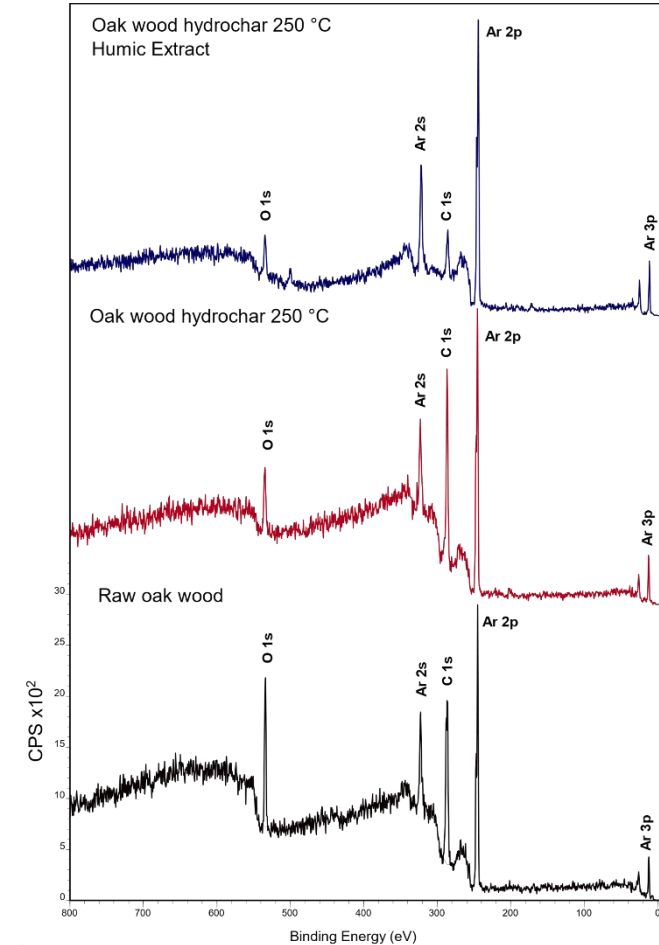 Oak wood hydrochar 250 °C
Humic Extract
Ar 2p
Ar 2s
O 1s
C 1s
Ar 3p
Oak wood hydrochar 250 °C
Ar 2p
C 1s
Ar 2s
O 1s
Ar 3p
Raw oak wood
Ar 2p
O 1s
Ar 2s
C 1s
Ar 3p
CPS x10²
30
25
20
15
10
5
0
800 700 600 500 400 300 200 100 0
Binding Energy (eV)